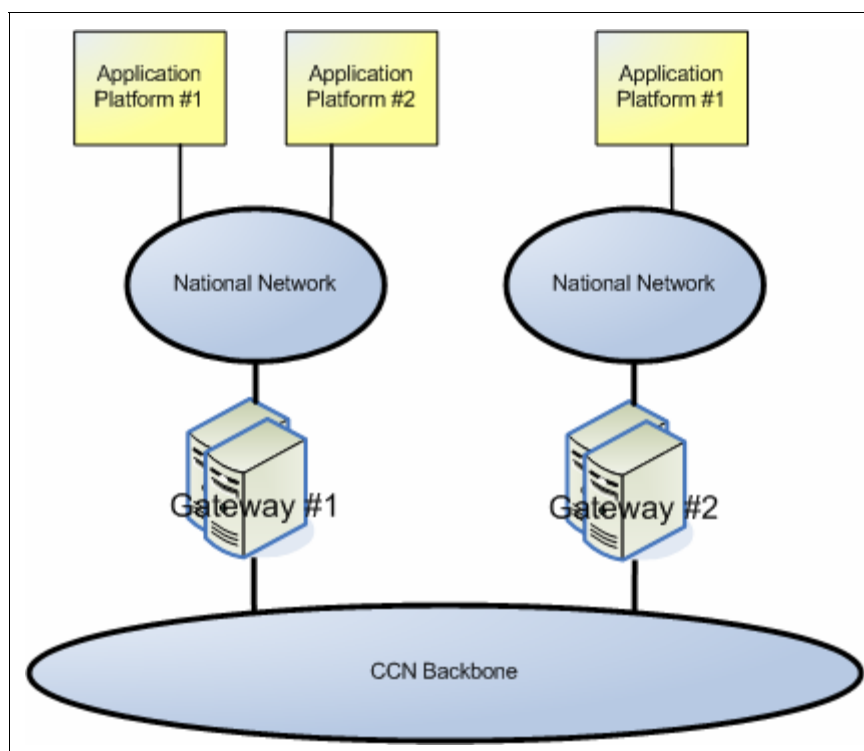 Application
Platform #1
Application
Platform #2
Application
Platform #1
National Network
National Network
Gateway #1
Gateway #2
CCN Backbone